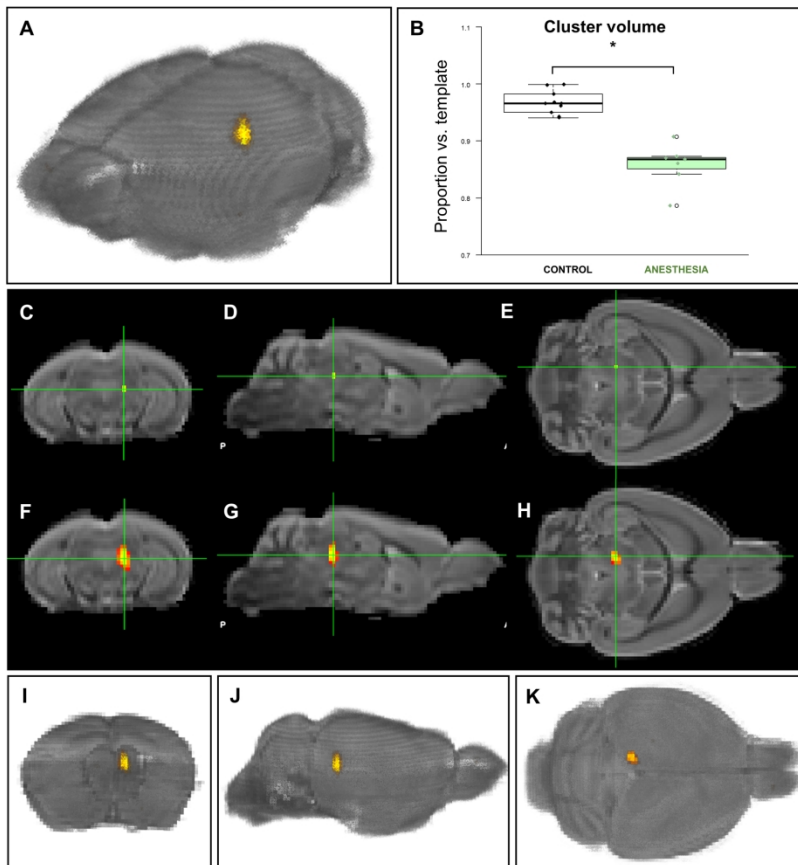 A
B
Cluster volume
*
Proportion vs. template
1.1
1.0
0.9
0.8
0.7
CONTROL
ANESTHESIA
C
D
E
P
F
G
H
P
I
J
K